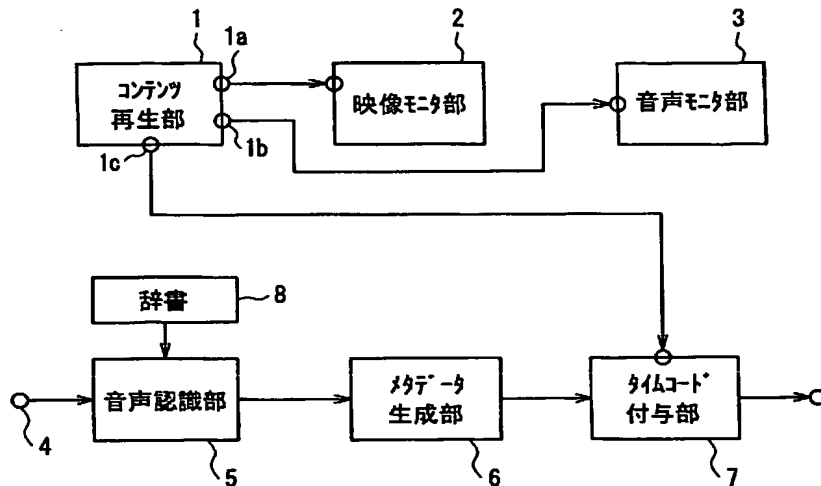 1
1a
コンテンツ
再生部
1b
1c
2
映像モニタ部
3
音声モニタ部
辞書
8
4
音声認識部
5
メタデータ
生成部
6
タイムコード
付与部
7